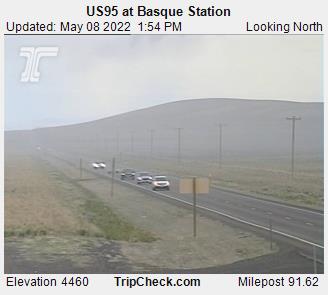 US95 at Basque Station
Updated: May 08 2022 1:54 PM Looking North
Elevation 4460 TripCheck.com Milepost 91.62